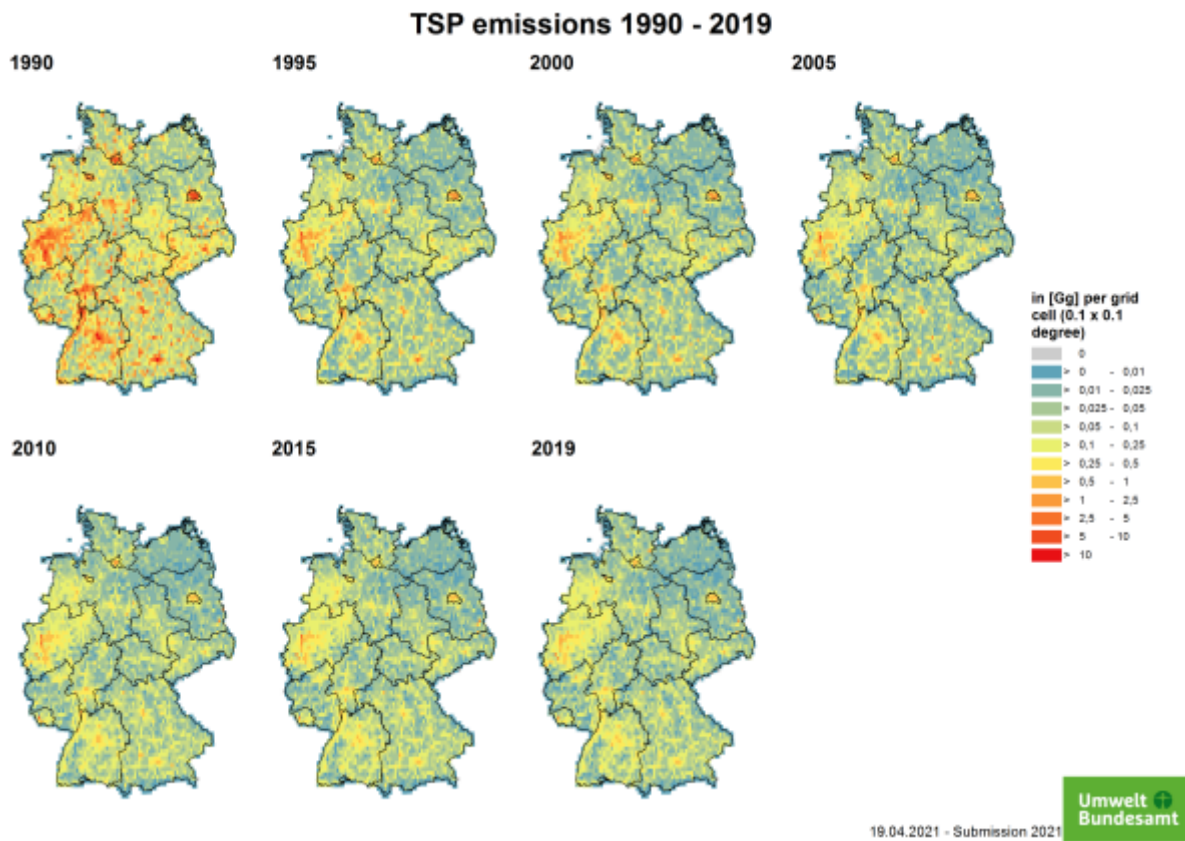 TSP emissions 1990 - 2019
1990
1995
2000
2005
2010
2015
2019
in [Gg] per grid
cell (0.1 x 0.1
degree)
0
> 0 - 0,01
> 0,01 - 0,025
> 0,025 - 0,05
> 0,05 - 0,1
> 0,1 - 0,25
> 0,25 - 0,5
> 0,5 - 1
> 1 - 2,5
> 2,5 - 5
> 5 - 10
> 10
19.04.2021 - Submission 2021
Umwelt
Bundesamt